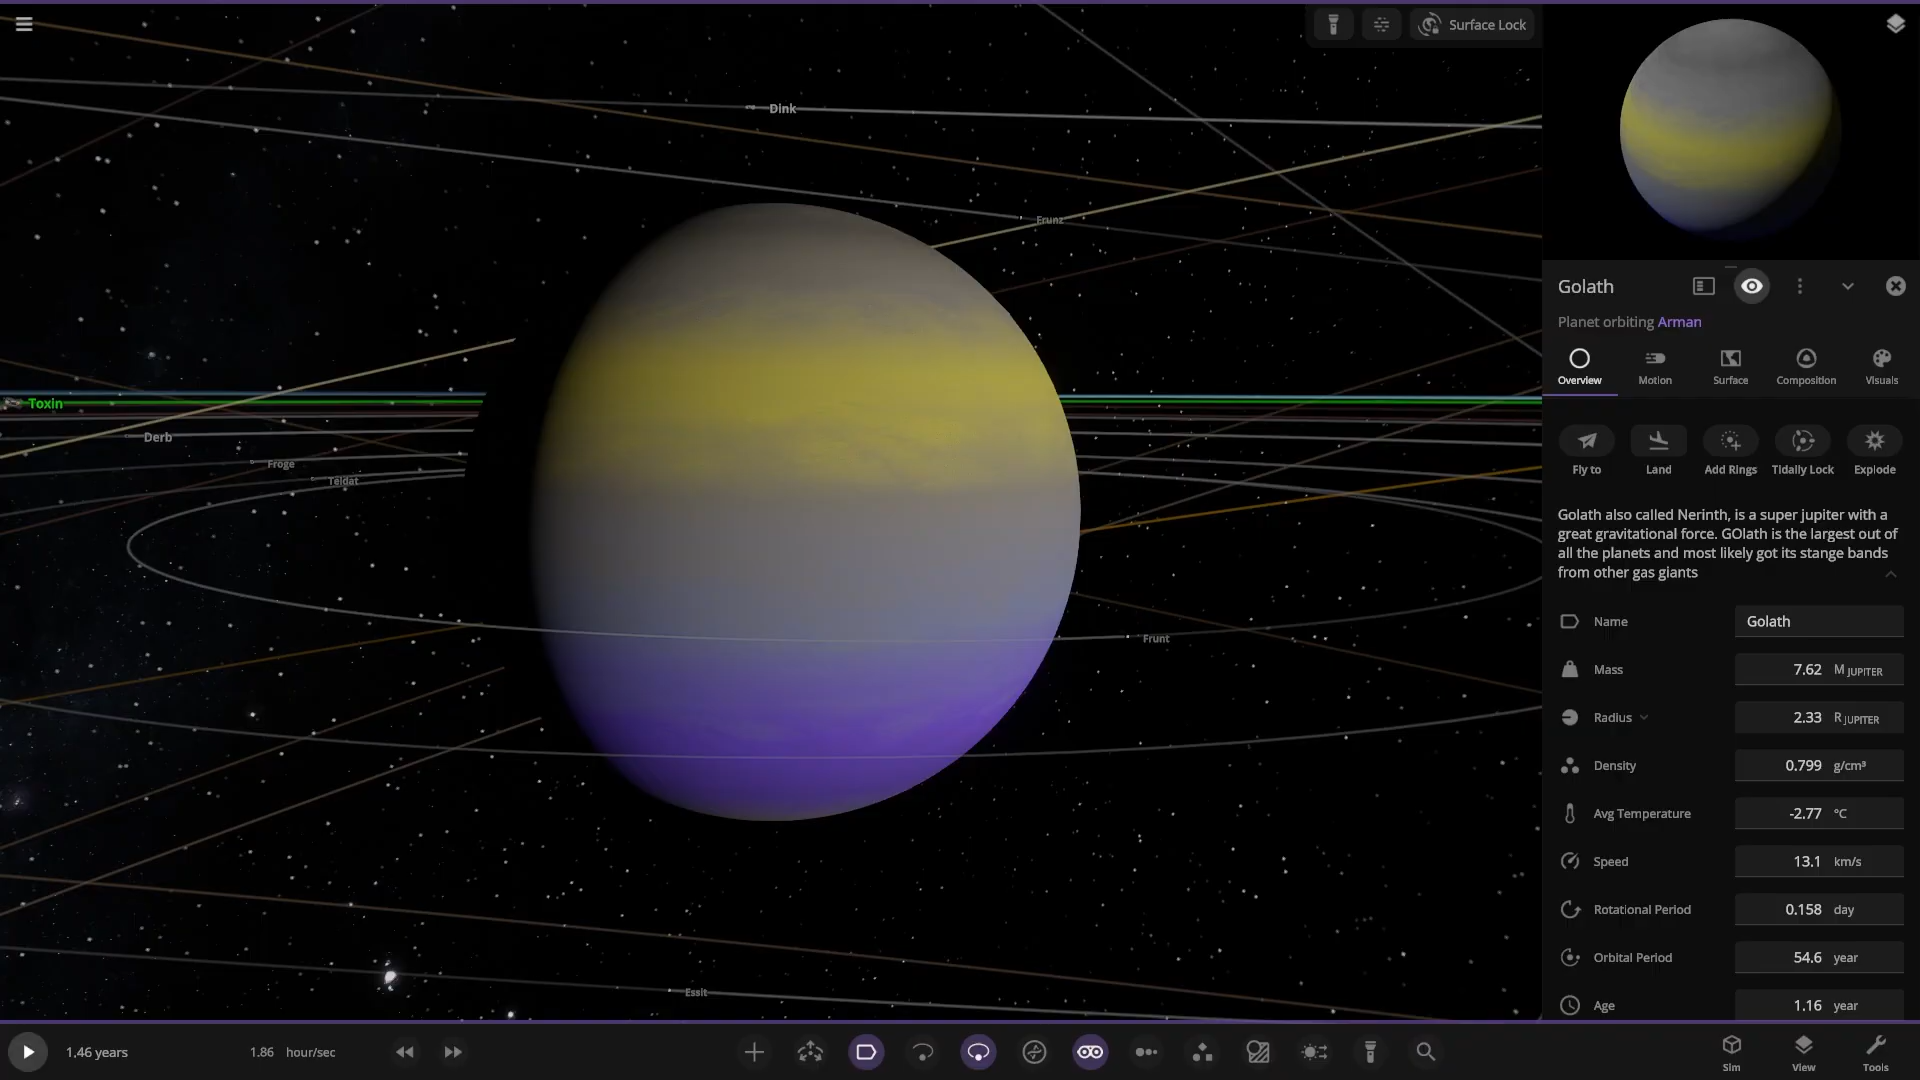 Surface Lock
Dink
Frunz
Toxin
Derb
Froge
Teldat
Frunt
Essit
Golath
Planet orbiting Arman
Overview
Motion
Surface
Composition
Visuals
Fly to
Land
Add Rings
Tidally Lock
Explode
Golath also called Nerinth, is a super jupiter with a
great gravitational force. GOlath is the largest out of
all the planets and most likely got its stange bands
from other gas giants
Name Golath
Mass 7.62 M JUPITER
Radius 2.33 R JUPITER
Density 0.799 g/cm³
Avg Temperature -2.77 °C
Speed 13.1 km/s
Rotational Period 0.158 day
Orbital Period 54.6 year
Age 1.16 year
1.46 years
1.86 hour/sec
Sim
View
Tools